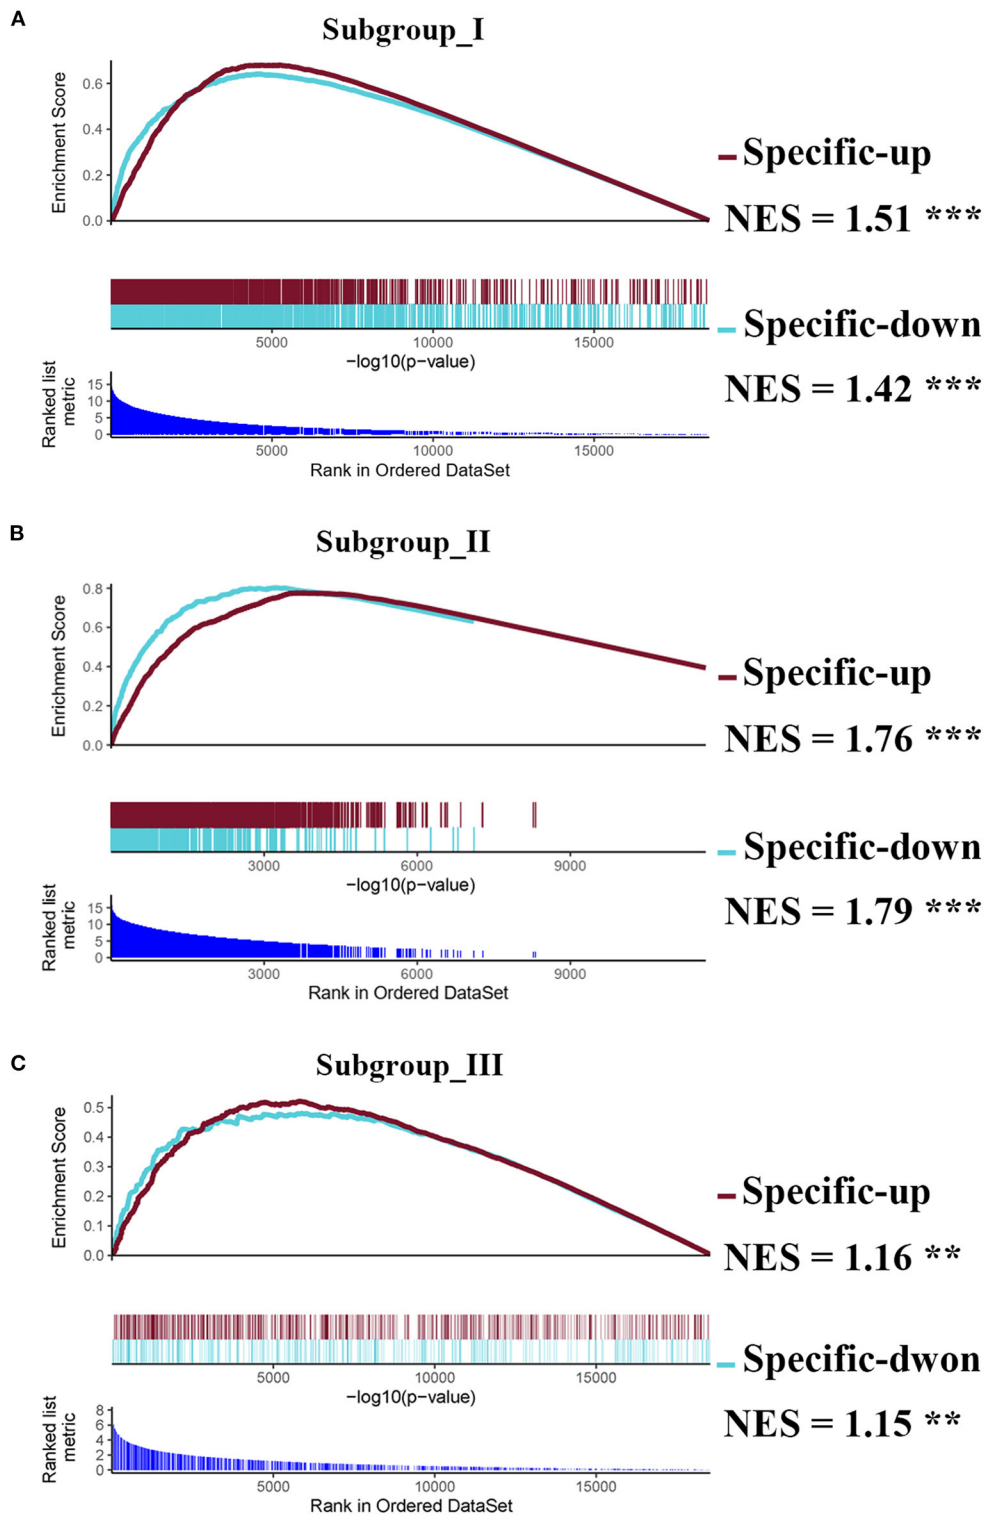 A
Subgroup_I
Enrichment Score
0.6
0.4
0.2
0.0
Specific-up
NES = 1.51 ***
5000 10000 15000
−log10(p−value)
Specific-down
NES = 1.42 ***
Ranked list
metric
15
10
5
0
5000 10000 15000
Rank in Ordered DataSet
B
Subgroup_II
Enrichment Score
0.8
0.6
0.4
0.2
0.0
Specific-up
NES = 1.76 ***
3000 6000 9000
−log10(p−value)
Specific-down
NES = 1.79 ***
Ranked list
metric
15
10
5
0
3000 6000 9000
Rank in Ordered DataSet
C
Subgroup_III
Enrichment Score
0.5
0.4
0.3
0.2
0.1
0.0
Specific-up
NES = 1.16 **
5000 10000 15000
−log10(p−value)
Specific-dwon
NES = 1.15 **
Ranked list
metric
8
6
4
2
0
5000 10000 15000
Rank in Ordered DataSet